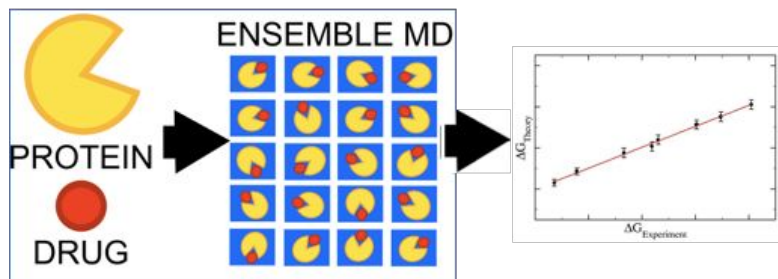 ENSEMBLE MD
PROTEIN
DRUG
ΔG_Theory
ΔG_Experiment